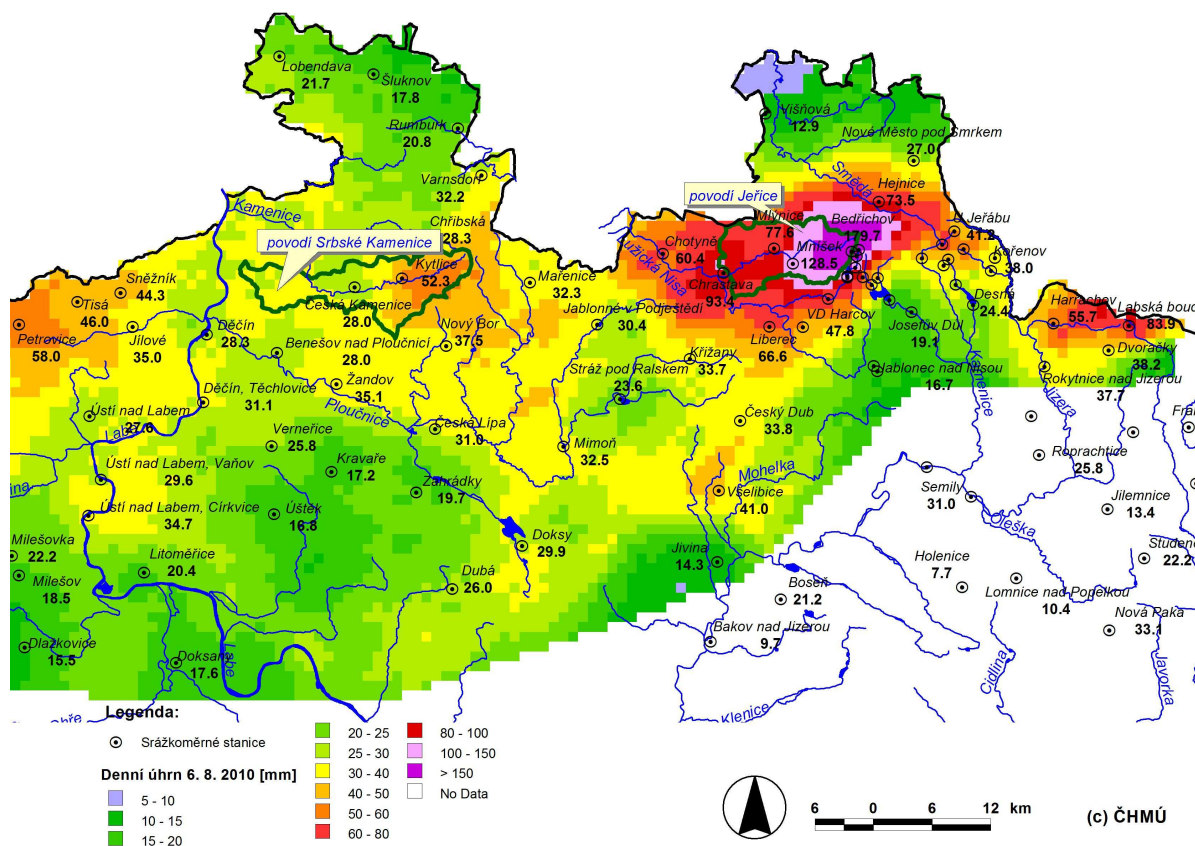 Lobendava
21.7
Šluknov
17.8
Rumburk
20.8
Varnsdorf
32.2
Kamenice
Chřibská
28.3
povodí Srbské Kamenice
Višňová
12.9
Nové Město pod Smrkem
27.0
Smědá
Hejnice
73.5
povodí Jeřice
Mlýnice
77.6
Bedřichov
179.7
U Jeřábu
41.2
Lužická Nisa
Chotyně
60.4
Mníšek
128.5
Kořenov
38.0
Sněžník
44.3
Kytlice
52.3
Mařenice
32.3
Chrastava
93.4
Desná
24.4
Tisá
46.0
Česká Kamenice
28.0
Jablonné v Podještědí
30.4
VD Harcov
47.8
Josefův Důl
19.1
Harrachov
55.7
Labská bouda
83.9
Petrovice
58.0
Jílové
35.0
Děčín
28.3
Nový Bor
37.5
Liberec
66.6
Benešov nad Ploučnicí
28.0
Křižany
33.7
Dvoračky
38.2
Stráž pod Ralskem
23.6
Jablonec nad Nisou
16.7
Kamenice
Rokytnice nad Jizerou
37.7
Jizera
Žandov
35.1
Děčín, Těchlovice
31.1
Ploučnice
Ústí nad Labem
27.6
Labe
Česká Lípa
31.0
Český Dub
33.8
Verneřice
25.8
Mimoň
32.5
Roprachtice
25.8
Ústí nad Labem, Vaňov
29.6
Kravaře
17.2
Zahrádky
19.7
Mohelka
Všelibice
41.0
Semily
31.0
Jilemnice
13.4
Ústí nad Labem, Církvice
34.7
Úštěk
16.8
Oleška
Milešovka
22.2
Doksy
29.9
Litoměřice
20.4
Jivina
14.3
Holenice
7.7
22.2
Milešov
18.5
Dubá
26.0
Boseň
21.2
Lomnice nad Popelkou
10.4
Nová Paka
33.1
Dlažkovice
15.5
Doksany
17.6
Labe
Bakov nad Jizerou
9.7
Cidlina
Javorka
Klenice
Legenda:
Srážkoměrné stanice
Denní úhrn 6. 8. 2010 [mm]
5 - 10
10 - 15
15 - 20
20 - 25
25 - 30
30 - 40
40 - 50
50 - 60
60 - 80
80 - 100
100 - 150
> 150
No Data
6 0 6 12 km
(c) ČHMÚ